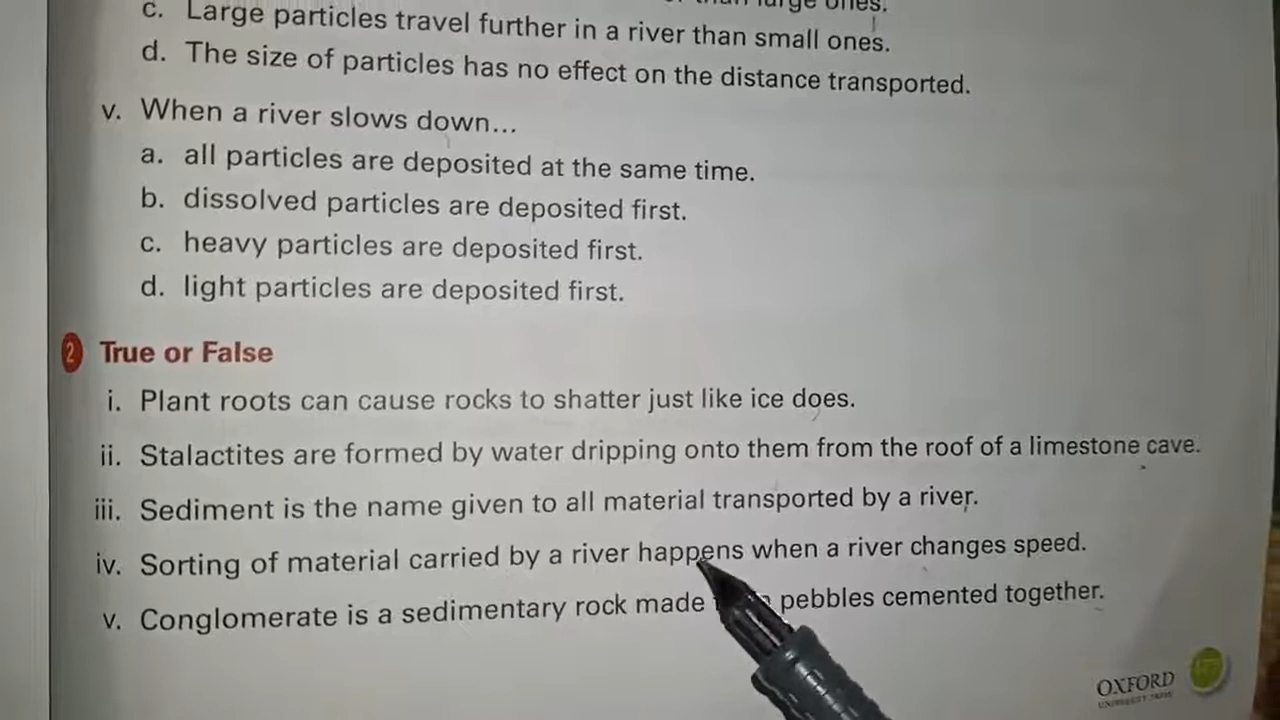 large ones.
c. Large particles travel further in a river than small ones.
d. The size of particles has no effect on the distance transported.
v. When a river slows down...
a. all particles are deposited at the same time.
b. dissolved particles are deposited first.
c. heavy particles are deposited first.
d. light particles are deposited first.
2 True or False
i. Plant roots can cause rocks to shatter just like ice does.
ii. Stalactites are formed by water dripping onto them from the roof of a limestone cave.
iii. Sediment is the name given to all material transported by a river.
iv. Sorting of material carried by a river happens when a river changes speed.
v. Conglomerate is a sedimentary rock made pebbles cemented together.
OXFORD
UNIVERSITY PRESS